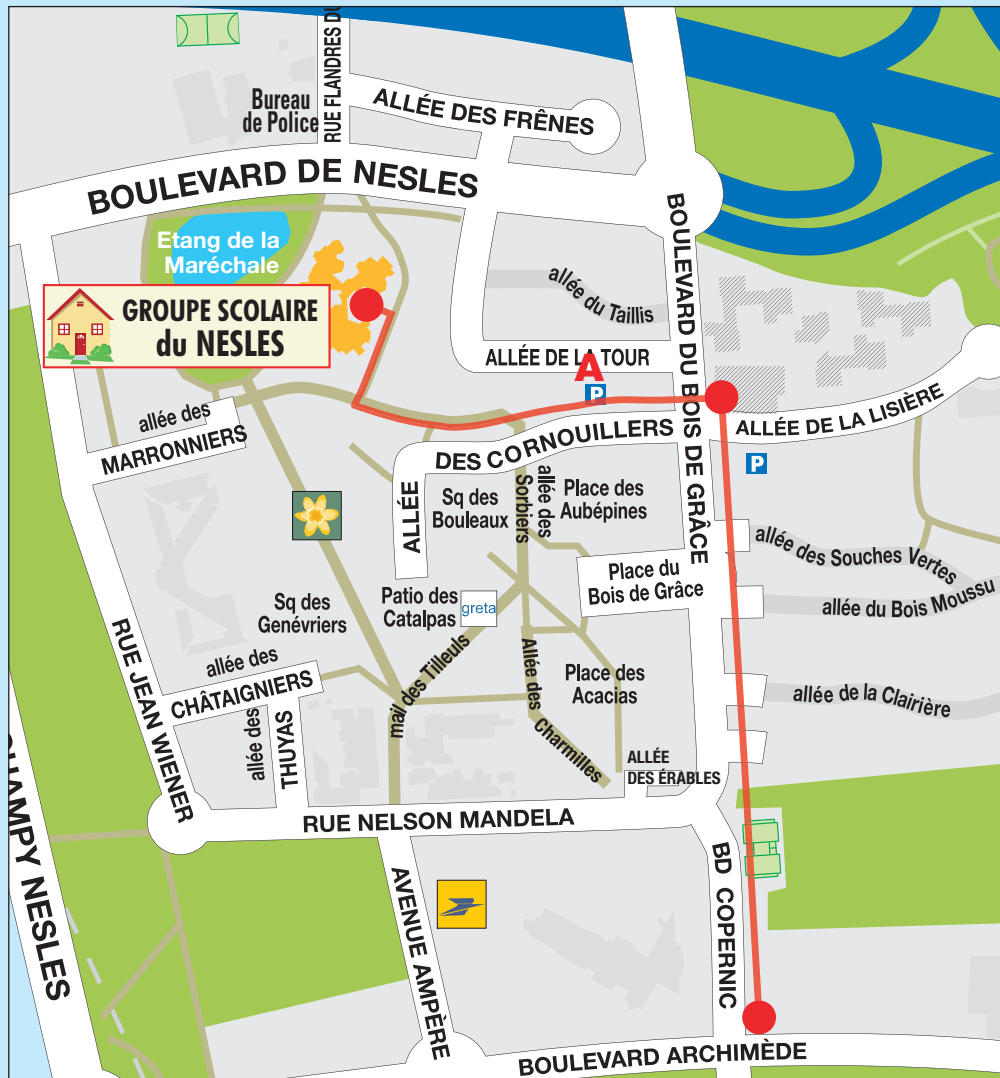 RUE FLANDRES DU
Bureau
de Police
ALLÉE DES FRÊNES
BOULEVARD DE NESLES
Etang de la
Maréchale
GROUPE SCOLAIRE
du NESLES
allée du Taillis
BOULEVARD DU BOIS DE GRÂCE
ALLÉE DE LA TOUR
A
P
allée des
MARRONNIERS
ALLÉE
DES CORNOUILLERS
ALLÉE DE LA LISIÈRE
P
Sq des
Bouleaux
allée des
Sorbiers
Place des
Aubépines
allée des Souches Vertes
Place du
Bois de Grâce
allée du Bois Moussu
Sq des
Genévriers
Patio des
Catalpas
greta
RUE JEAN WIENER
allée des
CHÂTAIGNIERS
mail des Tilleuls
Allée des
Charmilles
Place des
Acacias
allée de la Clairière
allée des
THUYAS
ALLÉE
DES ÉRABLES
CHAMPY NESLES
RUE NELSON MANDELA
BD COPERNIC
AVENUE AMPÈRE
BOULEVARD ARCHIMÈDE